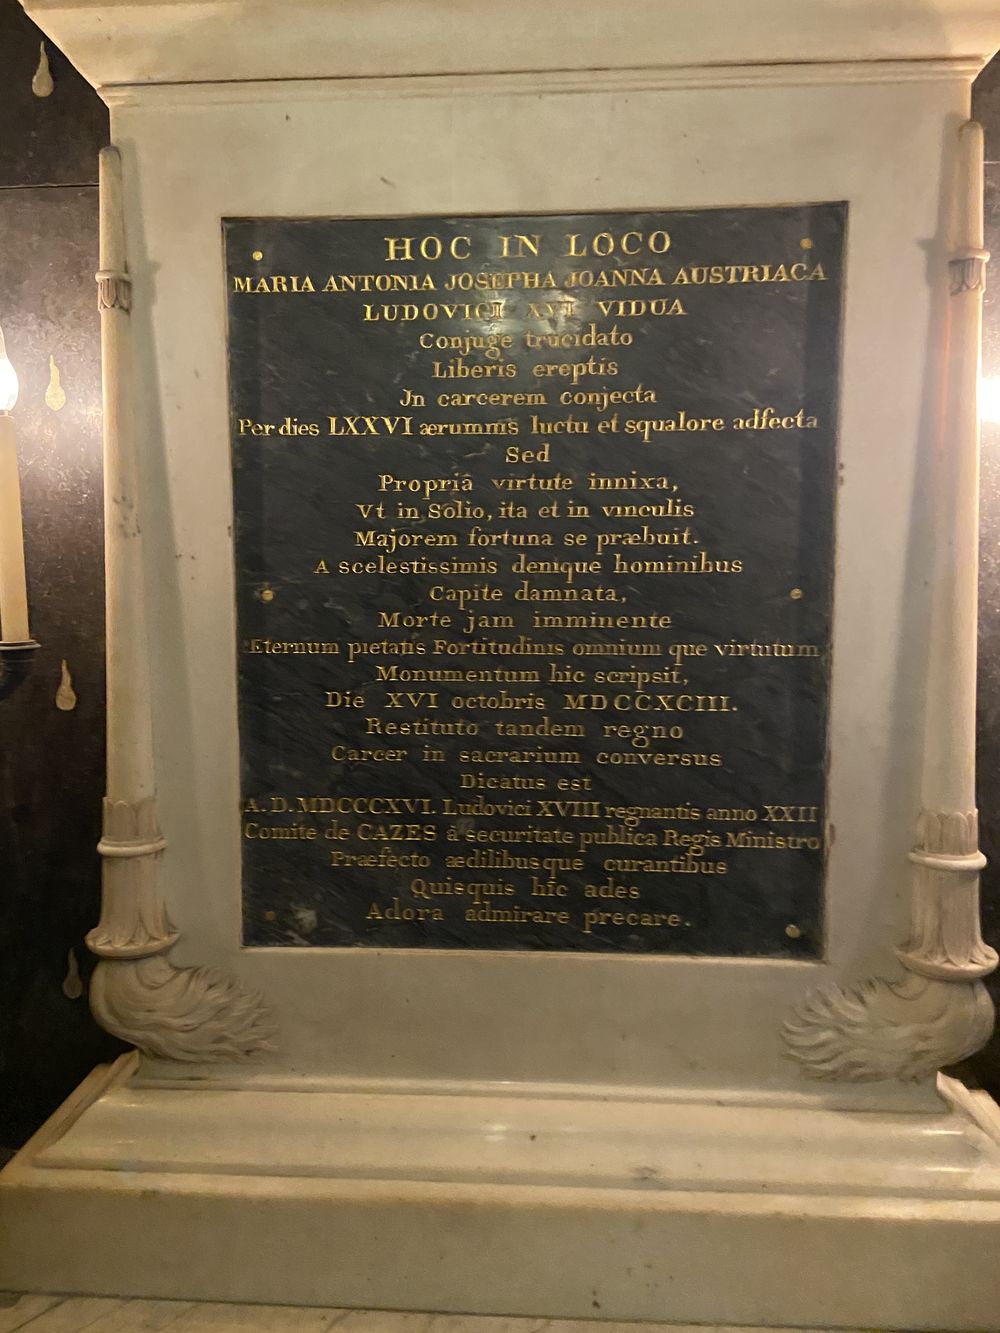 HOC IN LOCO
MARIA ANTONIA JOSEPHA JOANNA AUSTRIACA
LUDOVICI XVI VIDUA
Conjuge trucidato
Liberis ereptis
Jn carcerem conjecta
Per dies LXXVI ærumnis luctu et squalore adfecta
Sed
Propriâ virtute innixa,
Vt in Solio, ita et in vinculis
Majorem fortuna se præbuit.
A scelestissimis denique hominibus
Capite damnata,
Morte jam imminente
Eternum pietatis Fortitudinis omnium que virtutum
Monumentum hic scripsit,
Die XVI octobris MDCCXCIII.
Restituto tandem regno
Carcer in sacrarium conversus
Dicatus est
A.D. MDCCCXVI. Ludovici XVIII regnantis anno XXII
Comite de CAZES à securitate publica Regis Ministro
Præfecto ædilibusque curantibus
Quisquis hic ades
Adora admirare precare.